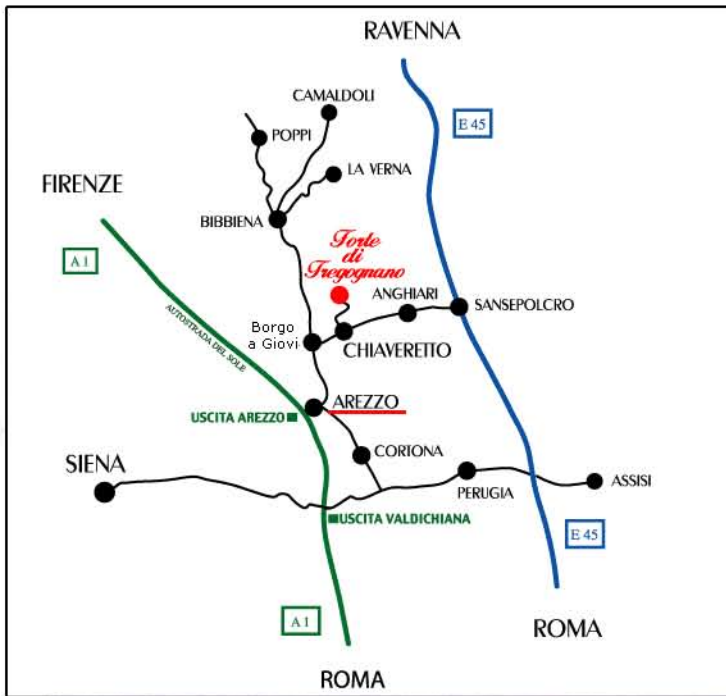 RAVENNA
CAMALDOLI
E 45
POPPI
LA VERNA
FIRENZE
BIBBIENA
A 1
Torte
di
Tregognano
ANGHIARI
SANSEPOLCRO
Borgo
a Giovi
CHIAVERETTO
AUTOSTRADA DEL SOLE
AREZZO
USCITA AREZZO
CORTONA
SIENA
PERUGIA
ASSISI
USCITA VALDICHIANA
E 45
A 1
ROMA
ROMA